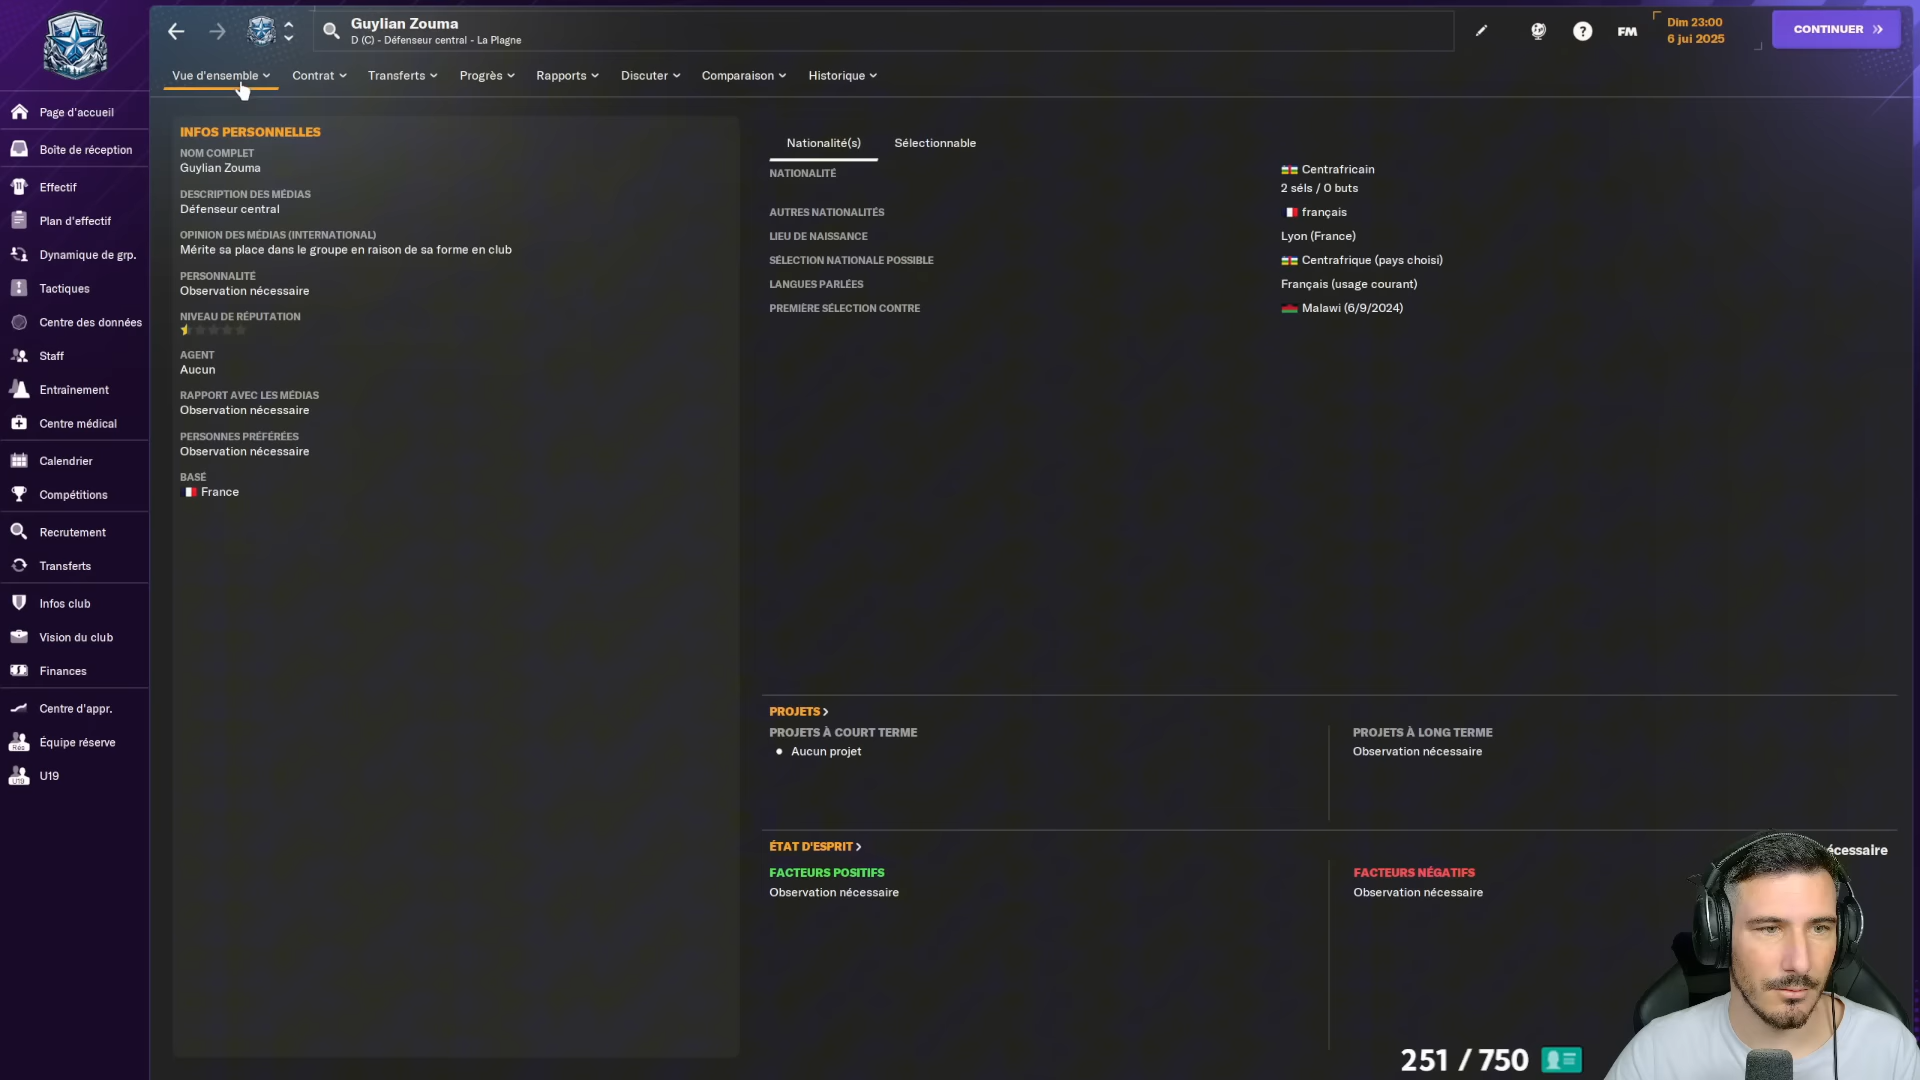 Guylian Zouma
D (C) - Défenseur central - La Plagne
FM
Dim 23:00
6 jui 2025
CONTINUER
Vue d'ensemble
Contrat
Transferts
Progrès
Rapports
Discuter
Comparaison
Historique
Page d'accueil
Boîte de réception
Effectif
Plan d'effectif
Dynamique de grp.
Tactiques
Centre des données
Staff
Entraînement
Centre médical
Calendrier
Compétitions
Recrutement
Transferts
Infos club
Vision du club
Finances
Centre d'appr.
Équipe réserve
U19
INFOS PERSONNELLES
NOM COMPLET
Guylian Zouma
DESCRIPTION DES MÉDIAS
Défenseur central
OPINION DES MÉDIAS (INTERNATIONAL)
Mérite sa place dans le groupe en raison de sa forme en club
PERSONNALITÉ
Observation nécessaire
NIVEAU DE RÉPUTATION
AGENT
Aucun
RAPPORT AVEC LES MÉDIAS
Observation nécessaire
PERSONNES PRÉFÉRÉES
Observation nécessaire
BASÉ
France
Nationalité(s)
Sélectionnable
NATIONALITÉ
Centrafricain
2 séls / 0 buts
AUTRES NATIONALITÉS
français
LIEU DE NAISSANCE
Lyon (France)
SÉLECTION NATIONALE POSSIBLE
Centrafrique (pays choisi)
LANGUES PARLÉES
Français (usage courant)
PREMIÈRE SÉLECTION CONTRE
Malawi (6/9/2024)
PROJETS
PROJETS À COURT TERME
Aucun projet
PROJETS À LONG TERME
Observation nécessaire
ÉTAT D'ESPRIT
écessaire
FACTEURS POSITIFS
Observation nécessaire
FACTEURS NÉGATIFS
Observation nécessaire
251 / 750